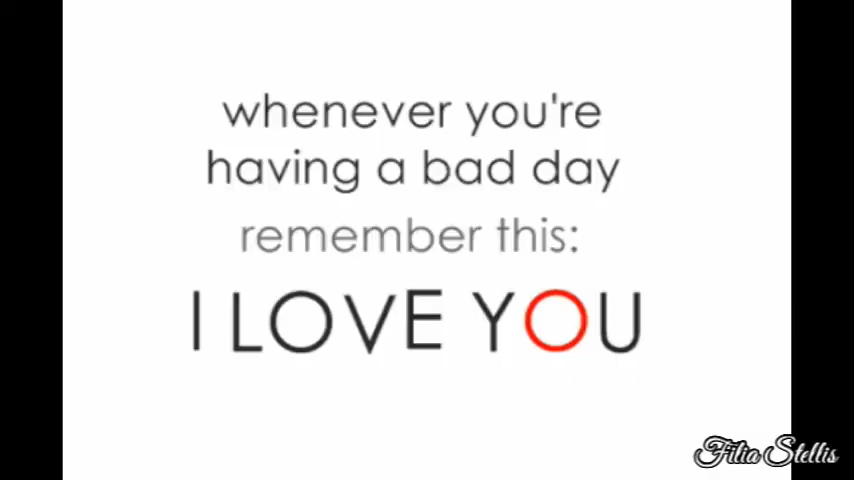 whenever you're
having a bad day
remember this:
I LOVE YOU
Filia Stellis